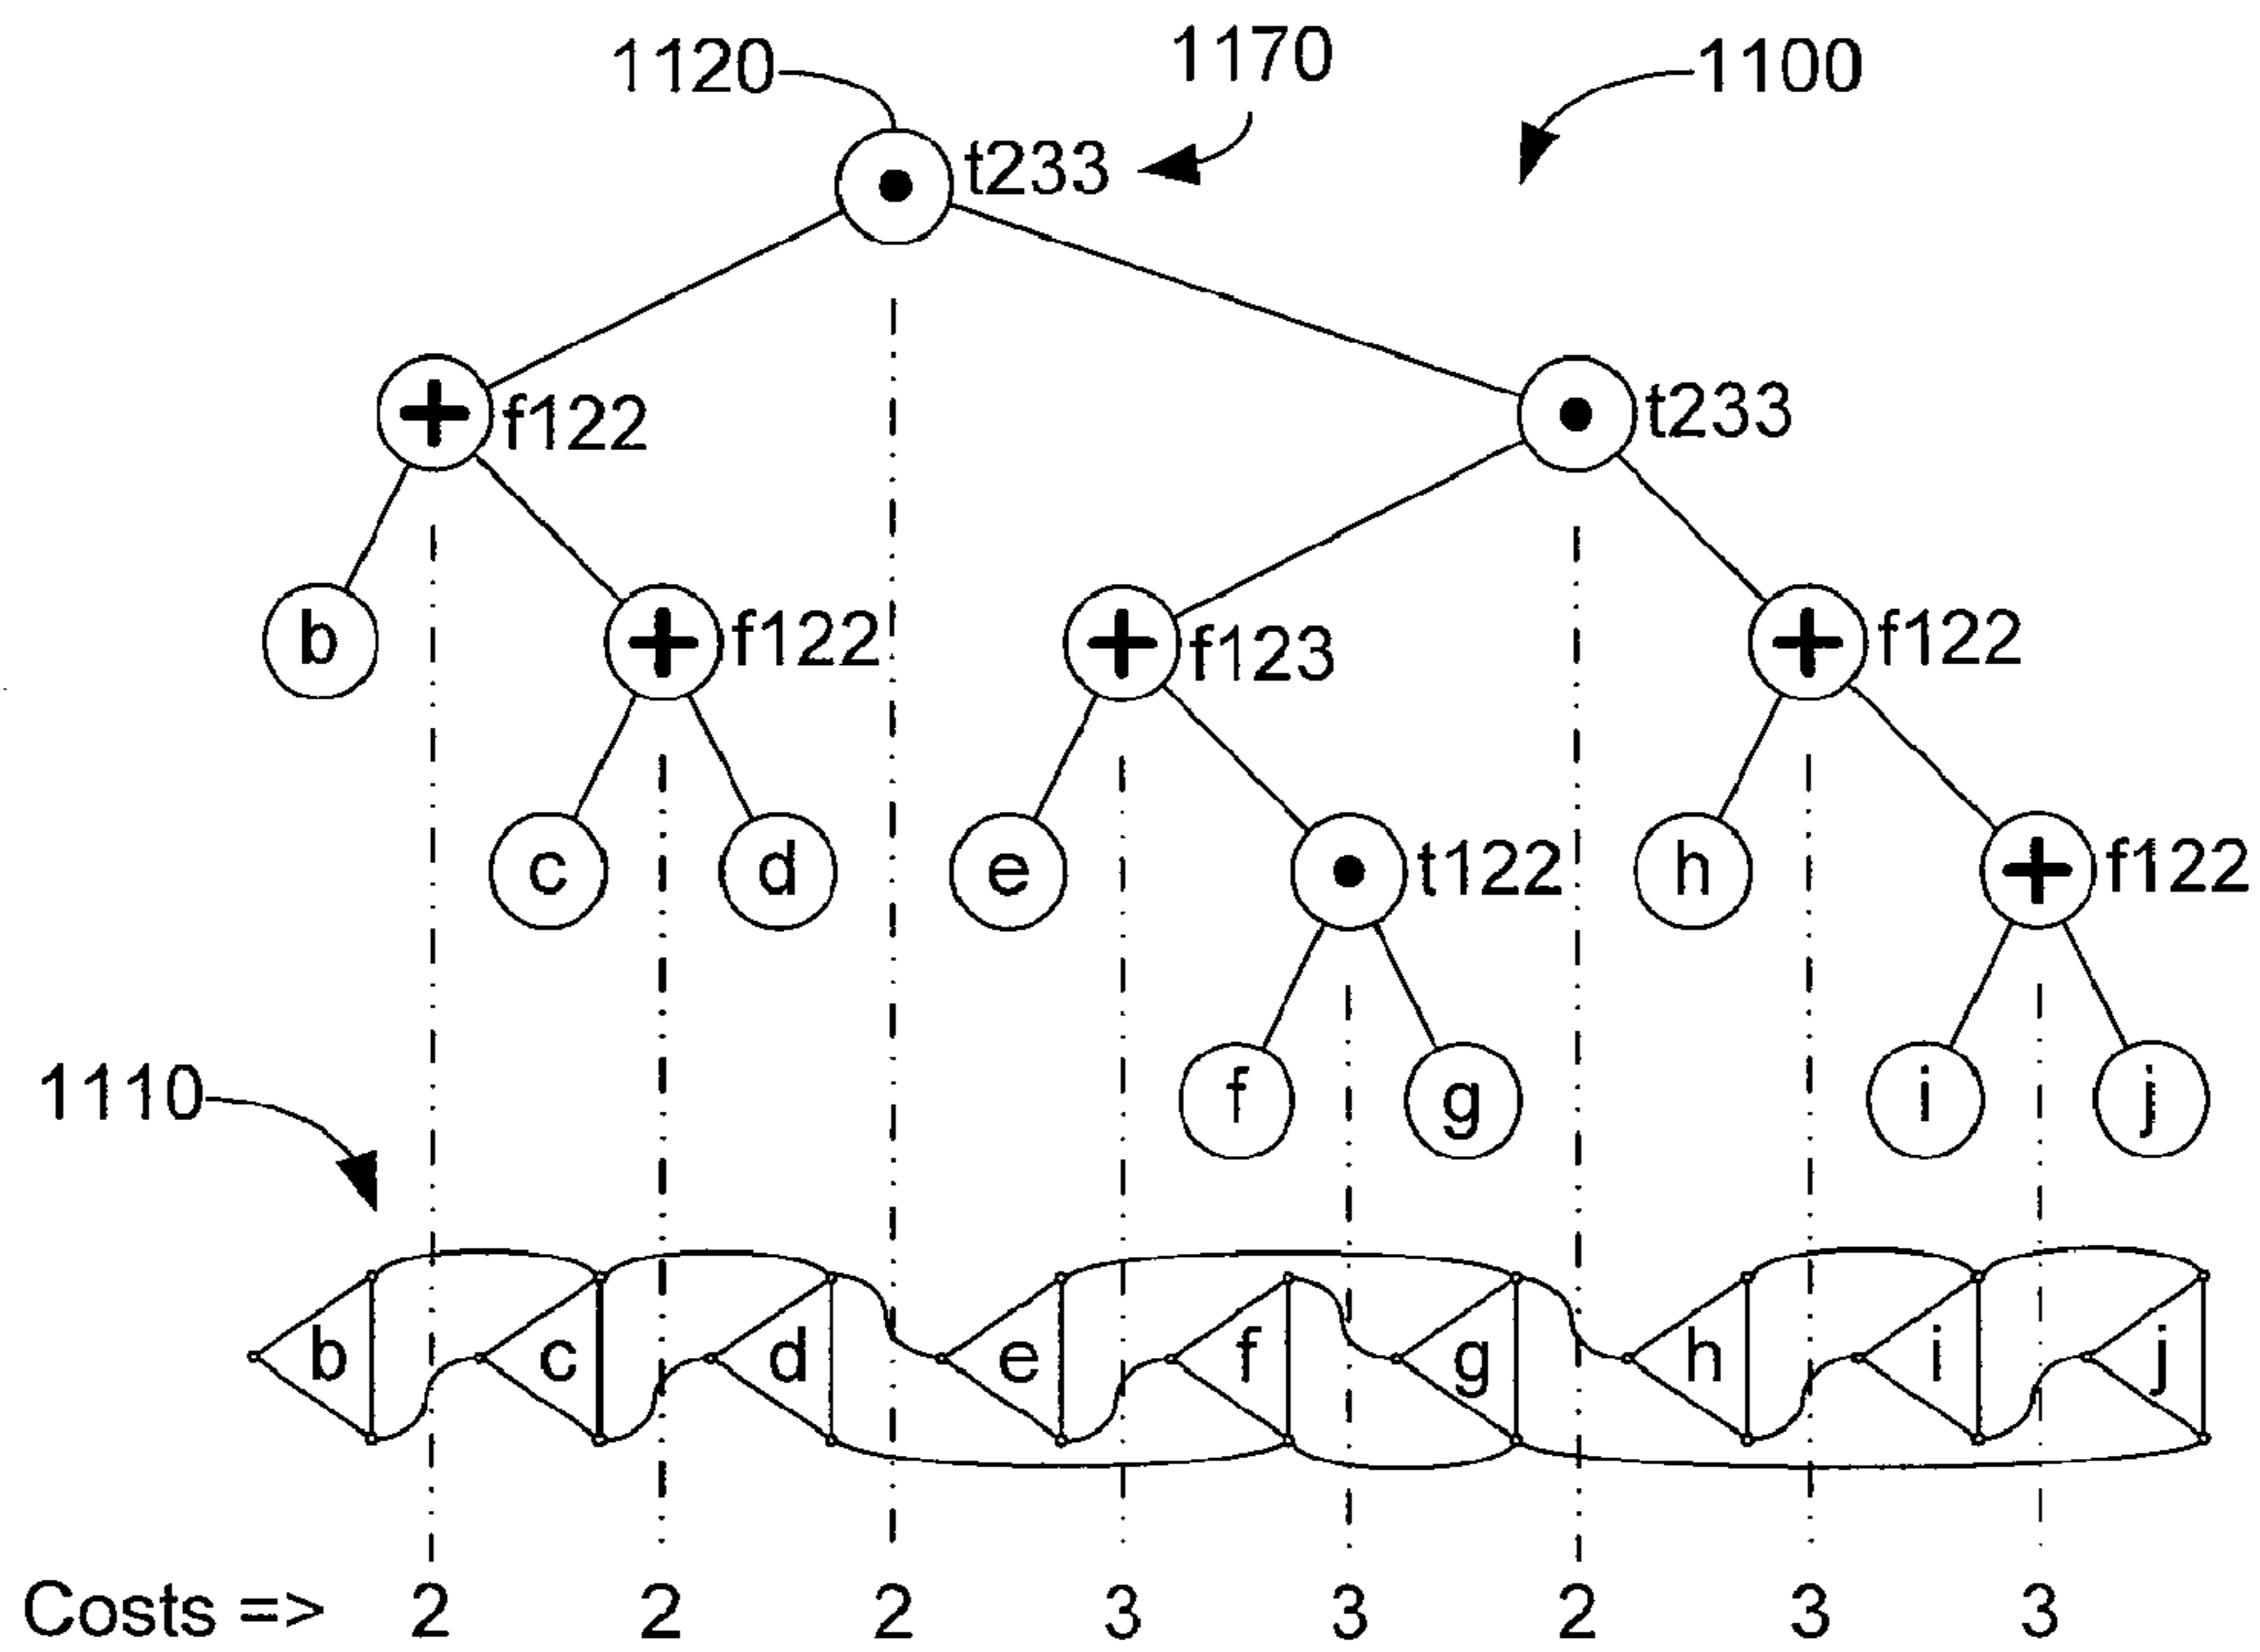 1120 1170 1100
t233
+ f122 t233
b + f122 + f123 + f122
c d e t122 h + f122
1110 f g i j
b c d e f g h i j
Costs => 2 2 2 3 3 2 3 3